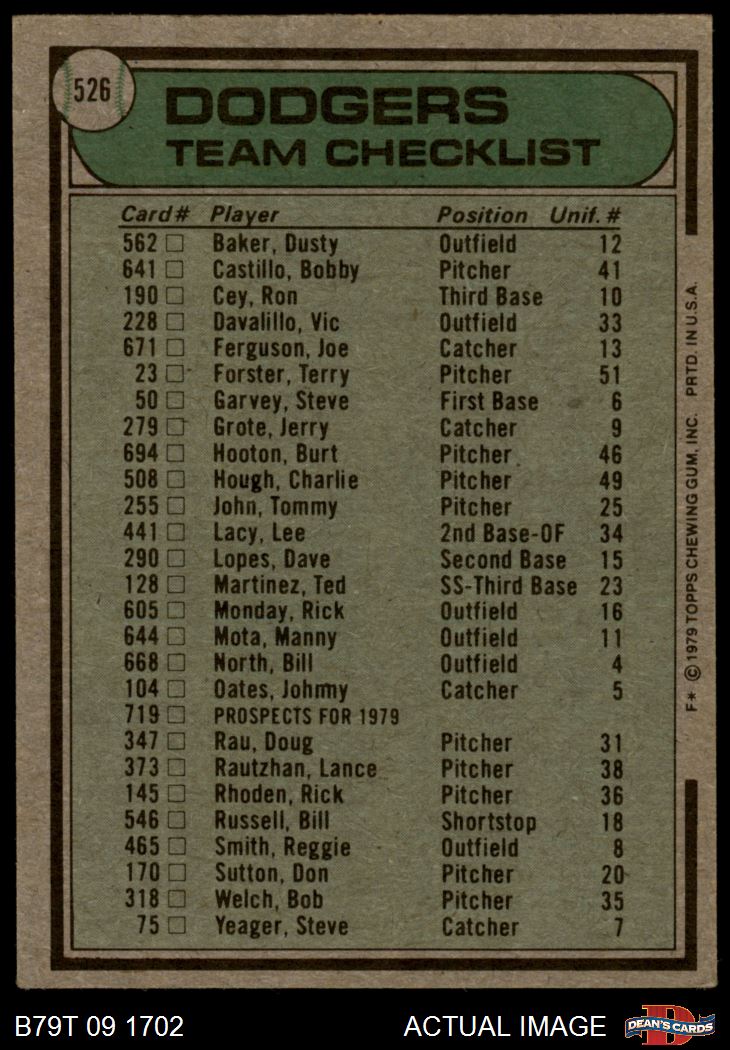 526
DODGERS
TEAM CHECKLIST
Card# Player Position Unif. #
562 Baker, Dusty Outfield 12
641 Castillo, Bobby Pitcher 41
190 Cey, Ron Third Base 10
228 Davalillo, Vic Outfield 33
671 Ferguson, Joe Catcher 13
23 Forster, Terry Pitcher 51
50 Garvey, Steve First Base 6
279 Grote, Jerry Catcher 9
694 Hooton, Burt Pitcher 46
508 Hough, Charlie Pitcher 49
255 John, Tommy Pitcher 25
441 Lacy, Lee 2nd Base-OF 34
290 Lopes, Dave Second Base 15
128 Martinez, Ted SS-Third Base 23
605 Monday, Rick Outfield 16
644 Mota, Manny Outfield 11
668 North, Bill Outfield 4
104 Oates, Johnny Catcher 5
719 PROSPECTS FOR 1979
347 Rau, Doug Pitcher 31
373 Rautzhan, Lance Pitcher 38
145 Rhoden, Rick Pitcher 36
546 Russell, Bill Shortstop 18
465 Smith, Reggie Outfield 8
170 Sutton, Don Pitcher 20
318 Welch, Bob Pitcher 35
75 Yeager, Steve Catcher 7
F* © 1979 TOPPS CHEWING GUM, INC. PRTD. IN U.S.A.
B79T 09 1702 ACTUAL IMAGE
D
DEAN'S CARDS